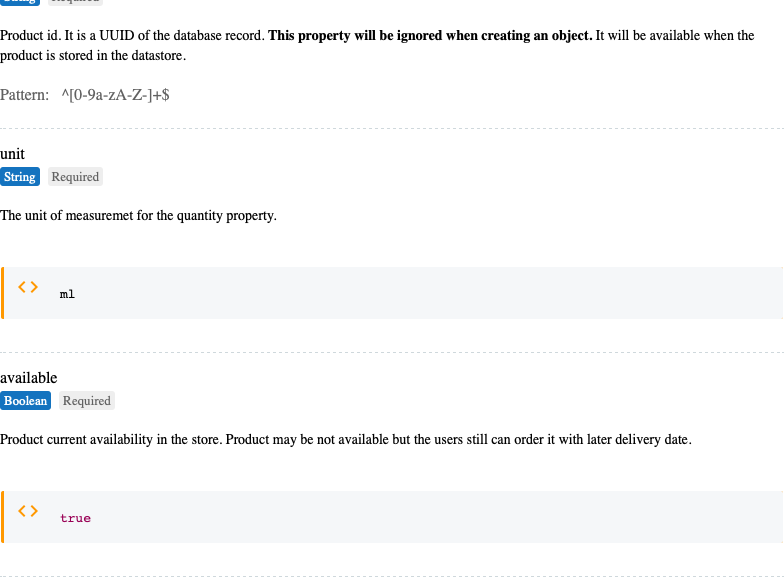 String Required
Product id. It is a UUID of the database record. This property will be ignored when creating an object. It will be available when the
product is stored in the datastore.
Pattern: ^[0-9a-zA-Z-]+$
unit
String Required
The unit of measuremet for the quantity property.
<> ml
available
Boolean Required
Product current availability in the store. Product may be not available but the users still can order it with later delivery date.
<> true